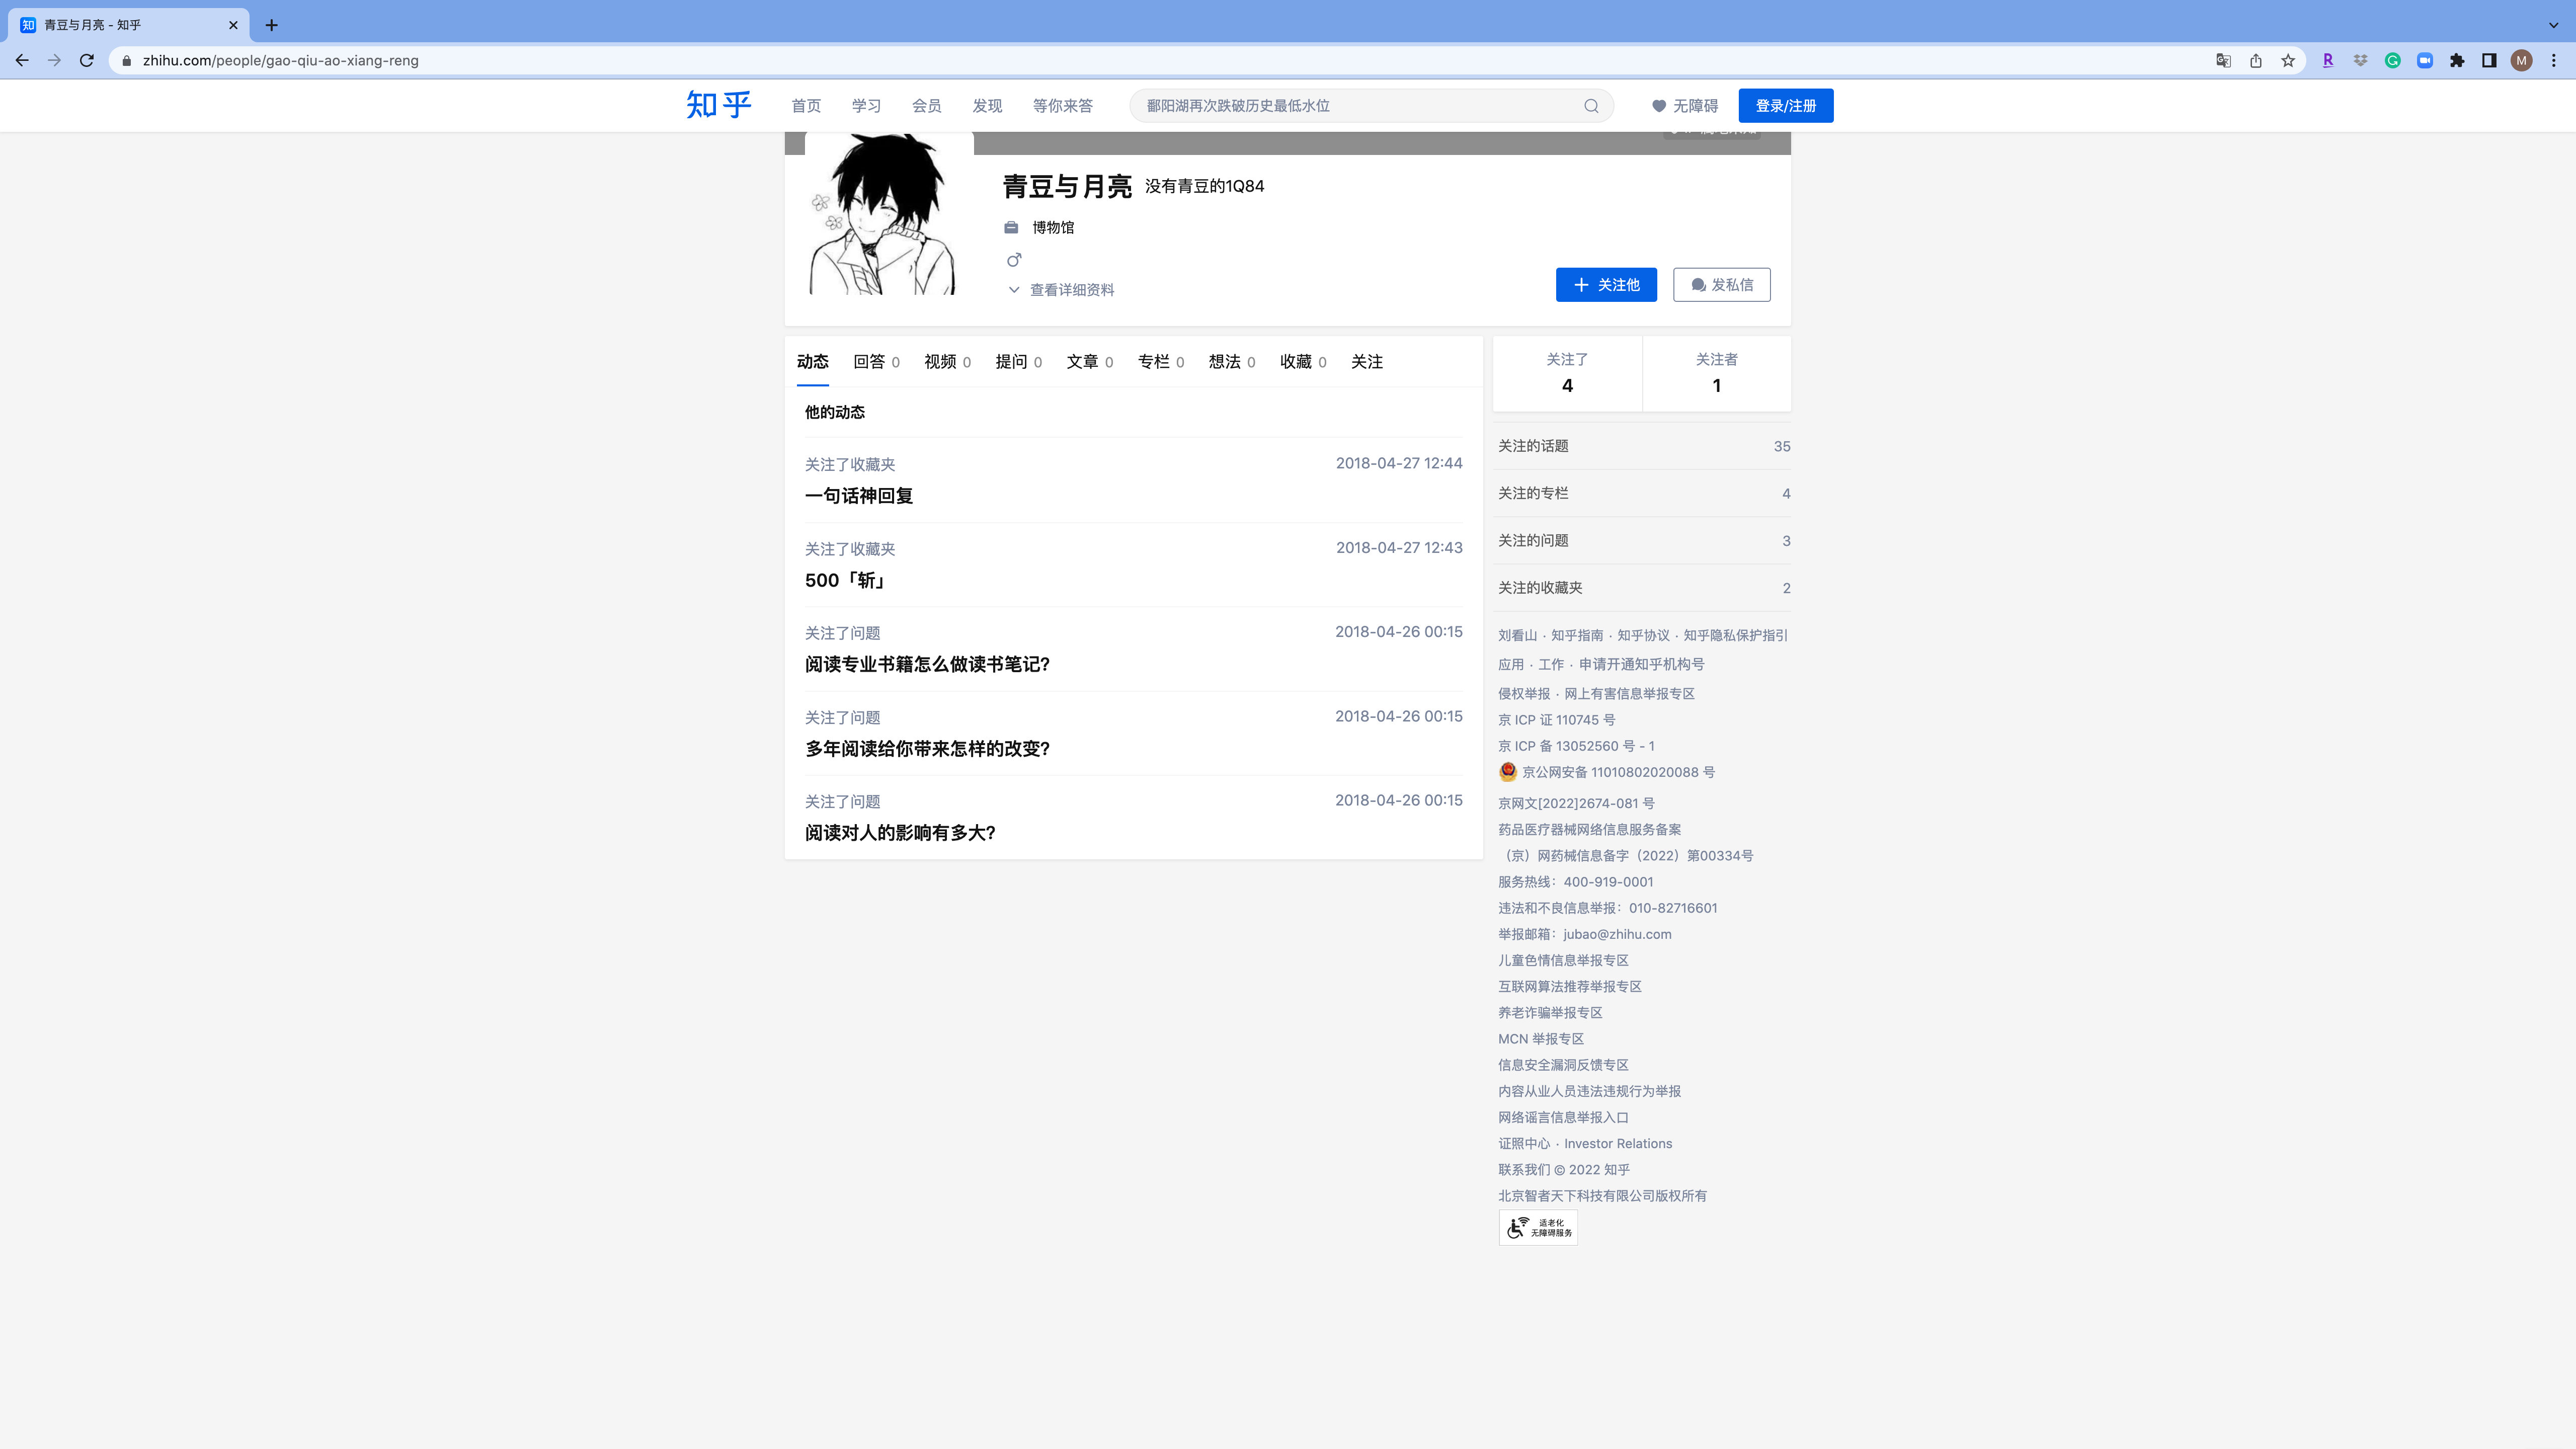 青豆与月亮 - 知乎
zhihu.com/people/gao-qiu-ao-xiang-reng
M
知乎
首页 学习 会员 发现 等你来答
鄱阳湖再次跌破历史最低水位
无障碍
登录/注册
青豆与月亮 没有青豆的1Q84
博物馆
查看详细资料
关注他
发私信
动态 回答 0 视频 0 提问 0 文章 0 专栏 0 想法 0 收藏 0 关注
他的动态
关注了收藏夹 2018-04-27 12:44
一句话神回复
关注了收藏夹 2018-04-27 12:43
500「斩」
关注了问题 2018-04-26 00:15
阅读专业书籍怎么做读书笔记?
关注了问题 2018-04-26 00:15
多年阅读给你带来怎样的改变?
关注了问题 2018-04-26 00:15
阅读对人的影响有多大?
关注了 关注者
4 1
关注的话题 35
关注的专栏 4
关注的问题 3
关注的收藏夹 2
刘看山 · 知乎指南 · 知乎协议 · 知乎隐私保护指引
应用 · 工作 · 申请开通知乎机构号
侵权举报 · 网上有害信息举报专区
京 ICP 证 110745 号
京 ICP 备 13052560 号 - 1
京公网安备 11010802020088 号
京网文[2022]2674-081 号
药品医疗器械网络信息服务备案
（京）网药械信息备字（2022）第00334号
服务热线：400-919-0001
违法和不良信息举报：010-82716601
举报邮箱：jubao@zhihu.com
儿童色情信息举报专区
互联网算法推荐举报专区
养老诈骗举报专区
MCN 举报专区
信息安全漏洞反馈专区
内容从业人员违法违规行为举报
网络谣言信息举报入口
证照中心 · Investor Relations
联系我们 © 2022 知乎
北京智者天下科技有限公司版权所有
适老化
无障碍服务